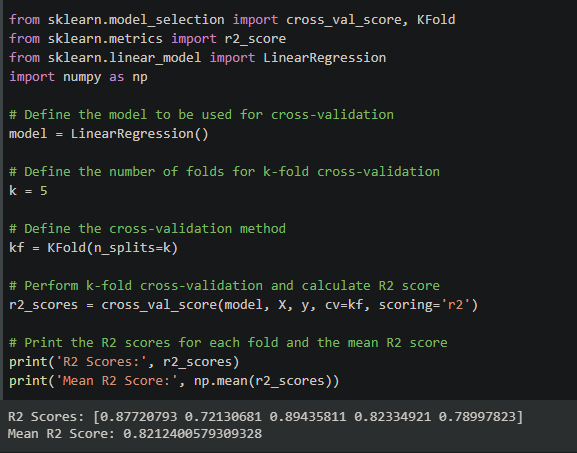 from sklearn.model_selection import cross_val_score, KFold
from sklearn.metrics import r2_score
from sklearn.linear_model import LinearRegression
import numpy as np
# Define the model to be used for cross-validation
model = LinearRegression()
# Define the number of folds for k-fold cross-validation
k = 5
# Define the cross-validation method
kf = KFold(n_splits=k)
# Perform k-fold cross-validation and calculate R2 score
r2_scores = cross_val_score(model, X, y, cv=kf, scoring='r2')
# Print the R2 scores for each fold and the mean R2 score
print('R2 Scores:', r2_scores)
print('Mean R2 Score:', np.mean(r2_scores))
R2 Scores: [0.87720793 0.72130681 0.89435811 0.82334921 0.78997823]
Mean R2 Score: 0.8212400579309328